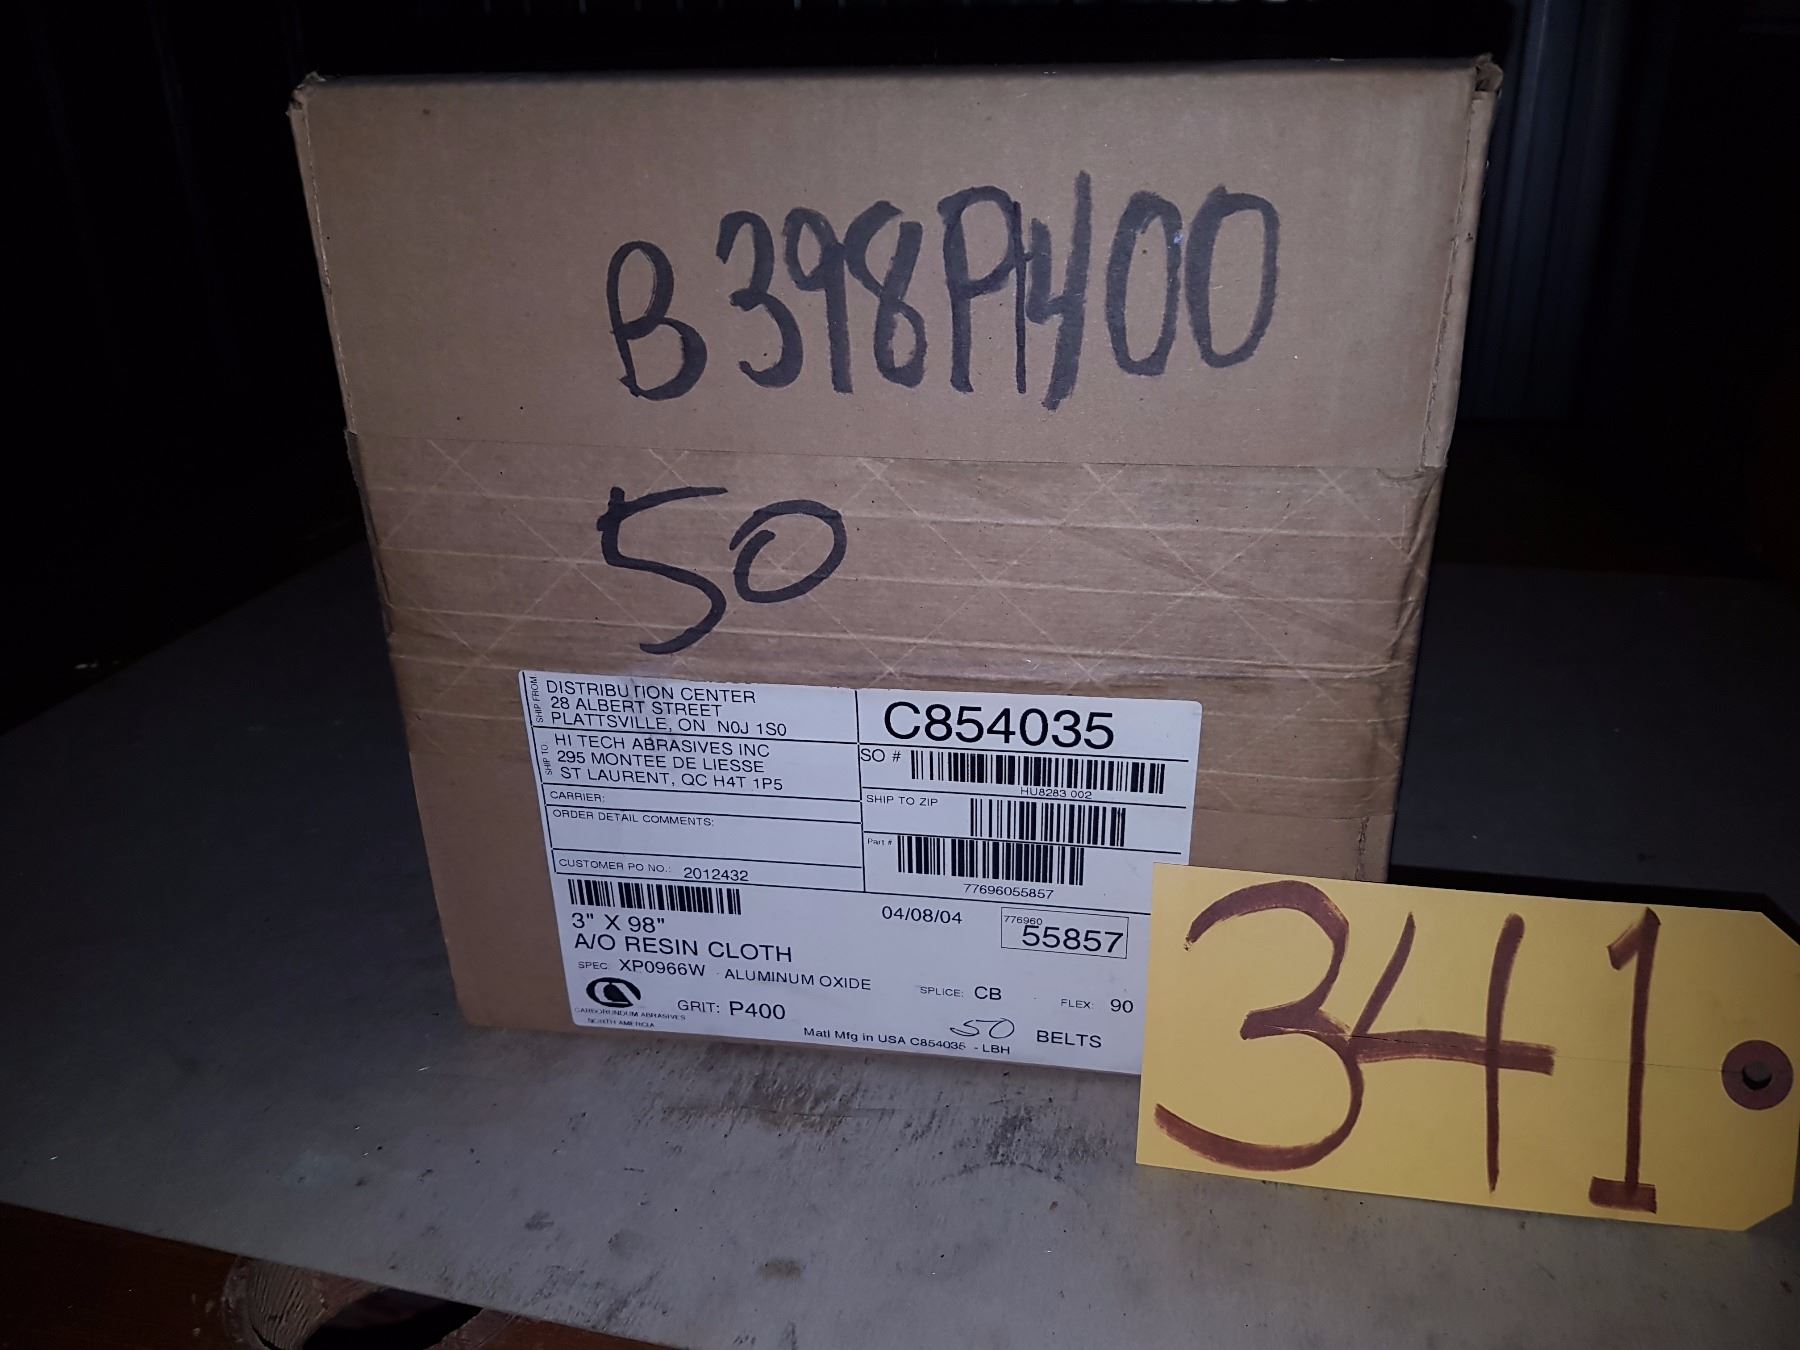 B398P400
50
SHIP FROM
DISTRIBUTION CENTER
28 ALBERT STREET
PLATTSVILLE, ON N0J 1S0
SHIP TO
HI TECH ABRASIVES INC
295 MONTEE DE LIESSE
ST LAURENT, QC H4T 1P5
CARRIER:
ORDER DETAIL COMMENTS:
CUSTOMER PO NO.: 2012432
C854035
SO #
HU8283 002
SHIP TO ZIP
Part #
77696055857
3" X 98"
A/O RESIN CLOTH
04/08/04
776960
55857
SPEC: XP0966W - ALUMINUM OXIDE
SPLICE: CB
FLEX: 90
CARBORUNDUM ABRASIVES
NORTH AMERICA
GRIT: P400
50 BELTS
Matl Mfg in USA C854035 - LBH
341